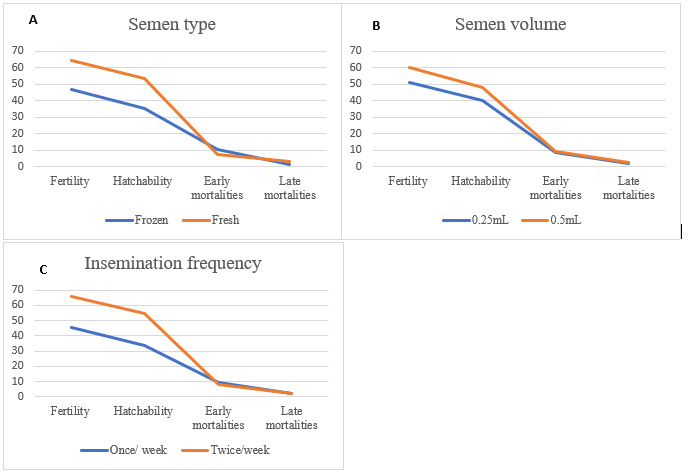 A
Semen type
70
60
50
40
30
20
10
0
Fertility
Hatchability
Early
mortalities
Late
mortalities
Frozen
Fresh
B
Semen volume
70
60
50
40
30
20
10
0
Fertility
Hatchability
Early
mortalities
Late
mortalities
0.25mL
0.5mL
C
Insemination frequency
70
60
50
40
30
20
10
0
Fertility
Hatchability
Early
mortalities
Late
mortalities
Once/ week
Twice/week